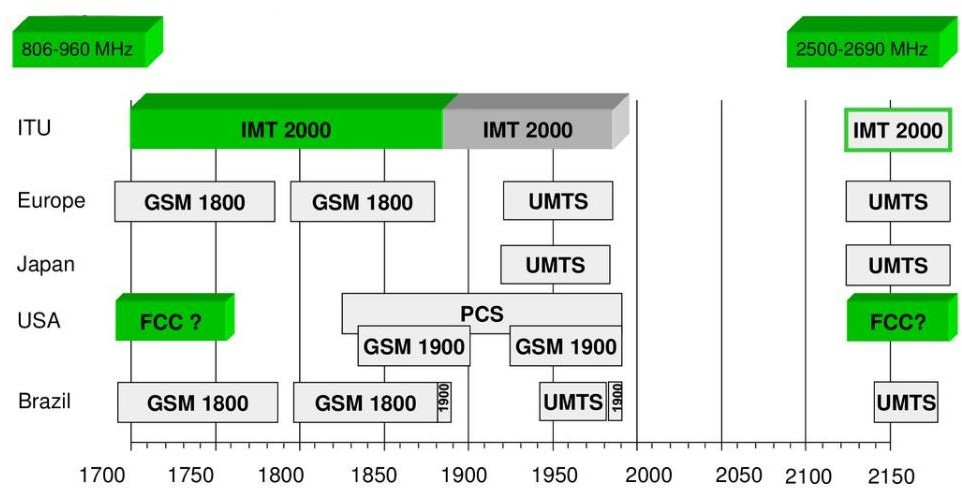 806-960 MHz
2500-2690 MHz
ITU
IMT 2000
IMT 2000
IMT 2000
Europe
GSM 1800
GSM 1800
UMTS
UMTS
Japan
UMTS
UMTS
USA
FCC ?
PCS
FCC?
GSM 1900
GSM 1900
Brazil
GSM 1800
GSM 1800
1900
UMTS
1900
UMTS
1700 1750 1800 1850 1900 1950 2000 2050 2100 2150